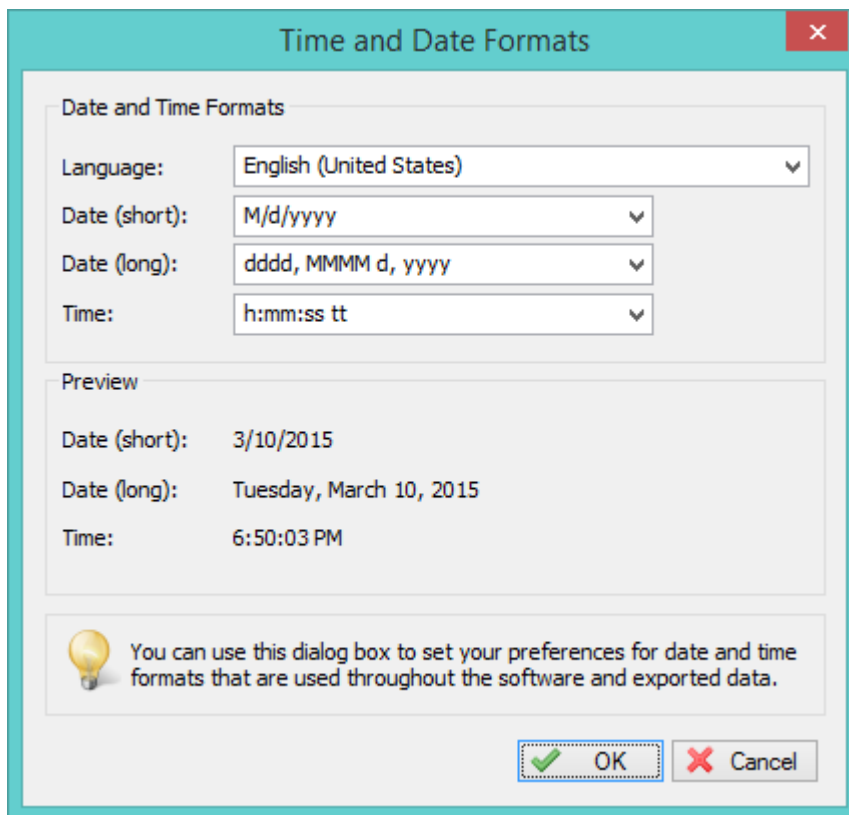 Time and Date Formats
Date and Time Formats
Language: English (United States)
Date (short): M/d/yyyy
Date (long): dddd, MMMM d, yyyy
Time: h:mm:ss tt
Preview
Date (short): 3/10/2015
Date (long): Tuesday, March 10, 2015
Time: 6:50:03 PM
You can use this dialog box to set your preferences for date and time
formats that are used throughout the software and exported data.
OK Cancel